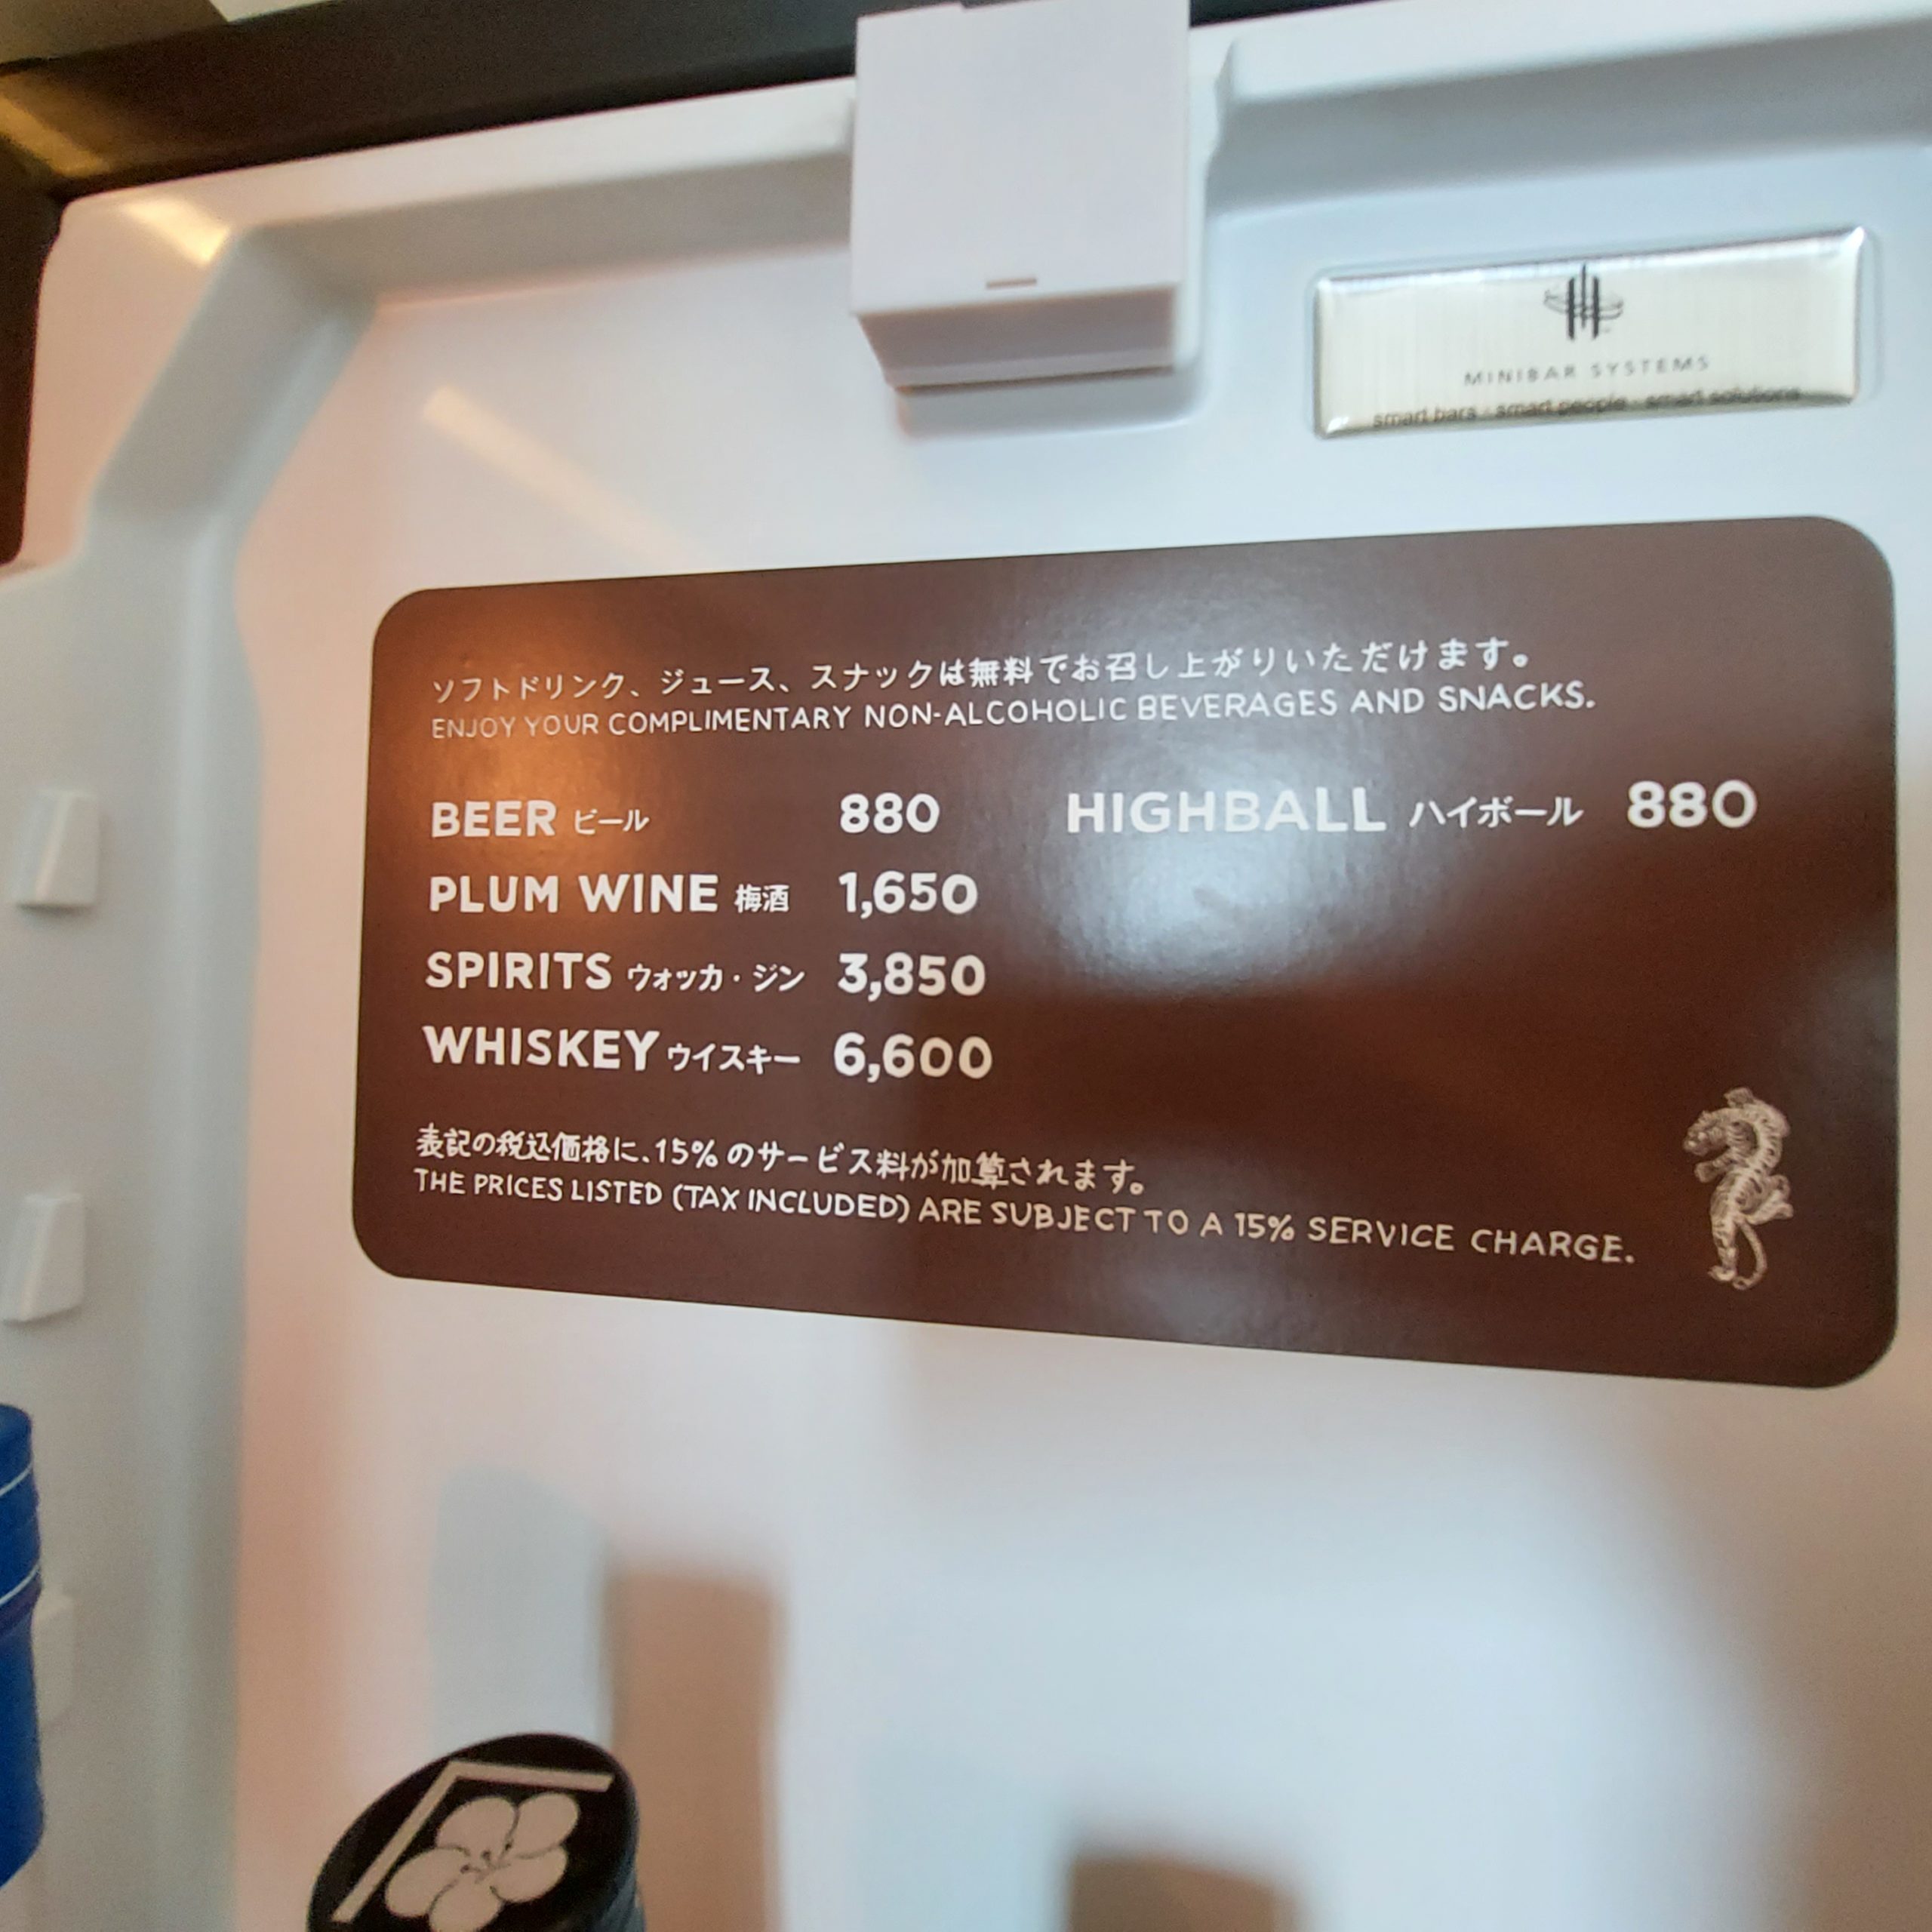 MINIBAR SYSTEMS
smart bars · smart people · smart solutions
ソフトドリンク、ジュース、スナックは無料でお召し上がりいただけます。
ENJOY YOUR COMPLIMENTARY NON-ALCOHOLIC BEVERAGES AND SNACKS.
BEER ビール 880 HIGHBALL ハイボール 880
PLUM WINE 梅酒 1,650
SPIRITS ウォッカ・ジン 3,850
WHISKEY ウイスキー 6,600
表記の税込価格に、15% のサービス料が加算されます。
THE PRICES LISTED (TAX INCLUDED) ARE SUBJECT TO A 15% SERVICE CHARGE.